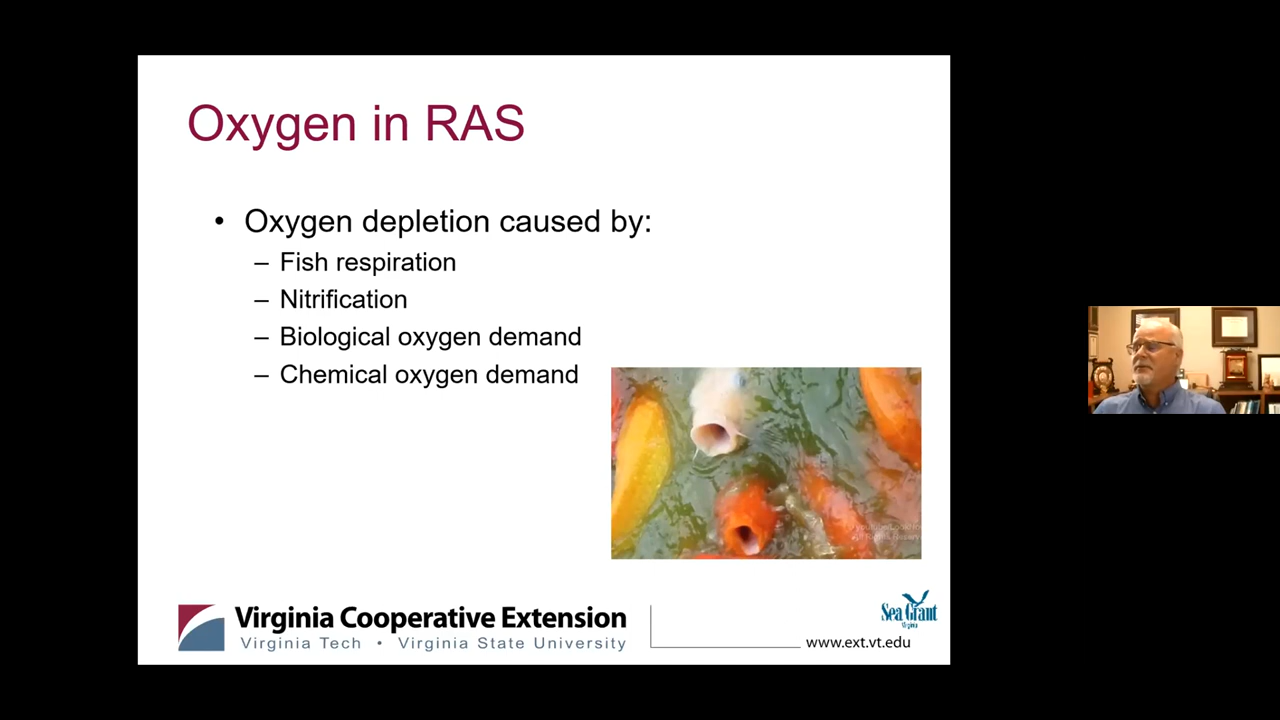 Oxygen in RAS
• Oxygen depletion caused by:
– Fish respiration
– Nitrification
– Biological oxygen demand
– Chemical oxygen demand
Virginia Cooperative Extension
Virginia Tech • Virginia State University
Sea Grant
Virginia
www.ext.vt.edu